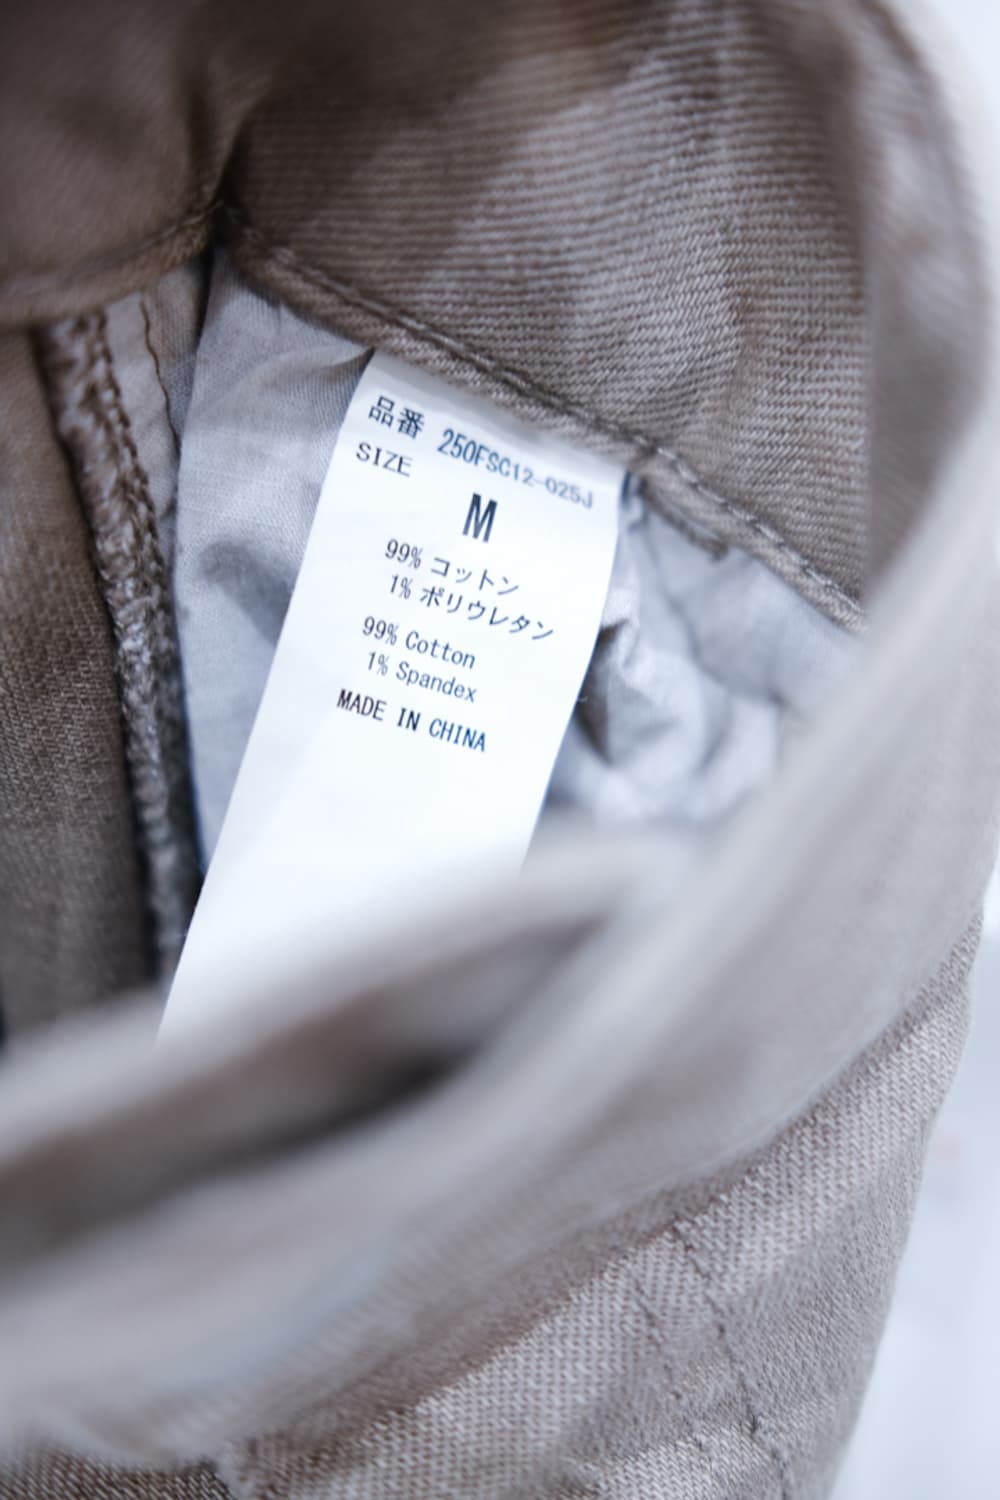 品番 250FSC12-025J
SIZE
M
99% コットン
1% ポリウレタン
99% Cotton
1% Spandex
MADE IN CHINA